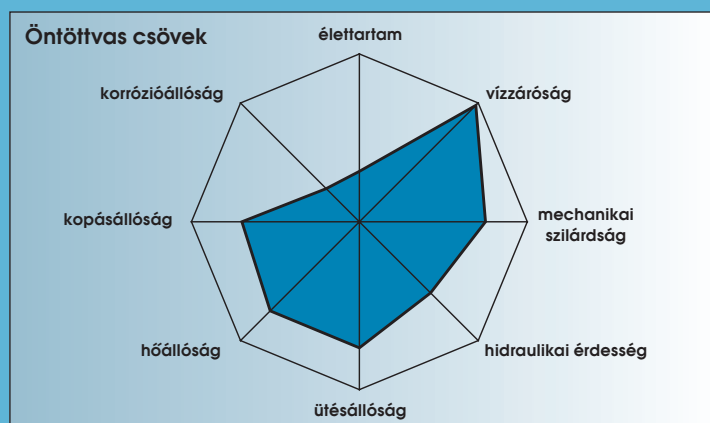 Öntöttvas csövek
élettartam
korrózióállóság
vízzáróság
kopásállóság
mechanikai
szilárdság
hőállóság
hidraulikai érdesség
ütésállóság